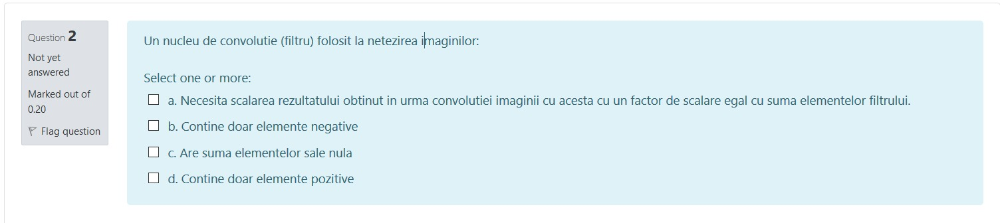 Question 2
Not yet
answered
Marked out of
0.20
Flag question
Un nucleu de convolutie (filtru) folosit la netezirea imaginilor:
Select one or more:
a. Necesita scalarea rezultatului obtinut in urma convolutiei imaginii cu acesta cu un factor de scalare egal cu suma elementelor filtrului.
b. Contine doar elemente negative
c. Are suma elementelor sale nula
d. Contine doar elemente pozitive